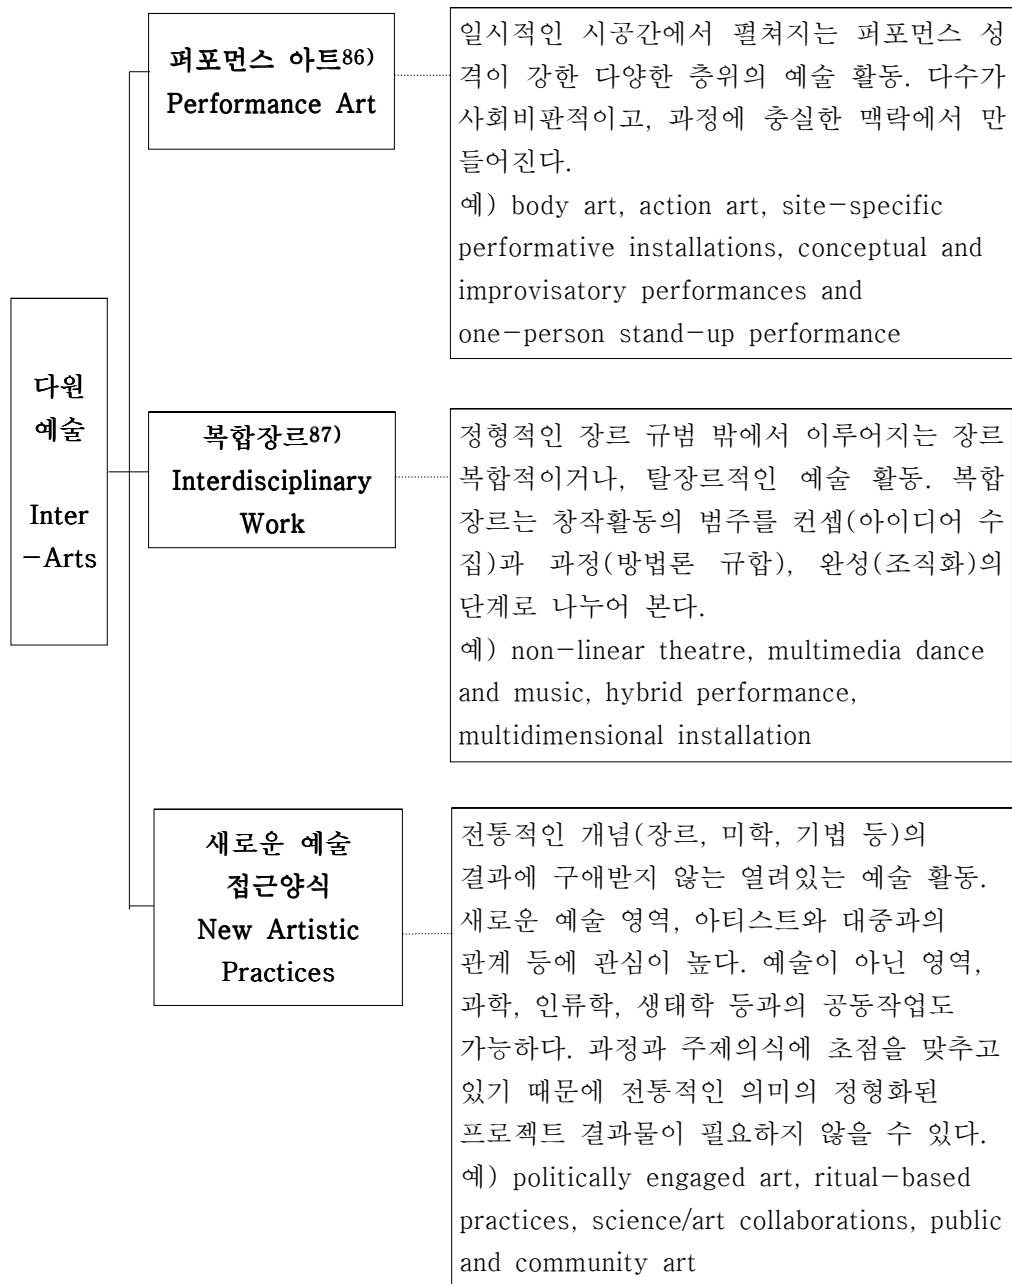 다원
예술
Inter
-Arts
퍼포먼스 아트86)
Performance Art
일시적인 시공간에서 펼쳐지는 퍼포먼스 성
격이 강한 다양한 층위의 예술 활동. 다수가
사회비판적이고, 과정에 충실한 맥락에서 만
들어진다.
예) body art, action art, site-specific
performative installations, conceptual and
improvisatory performances and
one-person stand-up performance
복합장르87)
Interdisciplinary
Work
정형적인 장르 규범 밖에서 이루어지는 장르
복합적이거나, 탈장르적인 예술 활동. 복합
장르는 창작활동의 범주를 컨셉(아이디어 수
집)과 과정(방법론 규합), 완성(조직화)의
단계로 나누어 본다.
예) non-linear theatre, multimedia dance
and music, hybrid performance,
multidimensional installation
새로운 예술
접근양식
New Artistic
Practices
전통적인 개념(장르, 미학, 기법 등)의
결과에 구애받지 않는 열려있는 예술 활동.
새로운 예술 영역, 아티스트와 대중과의
관계 등에 관심이 높다. 예술이 아닌 영역,
과학, 인류학, 생태학 등과의 공동작업도
가능하다. 과정과 주제의식에 초점을 맞추고
있기 때문에 전통적인 의미의 정형화된
프로젝트 결과물이 필요하지 않을 수 있다.
예) politically engaged art, ritual-based
practices, science/art collaborations, public
and community art